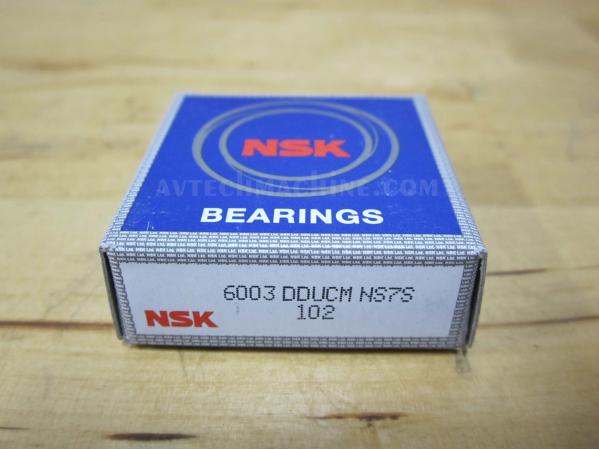 NSK
AVTECHMACHINE.COM
BEARINGS
6003 DDUCM NS7S
NSK
102